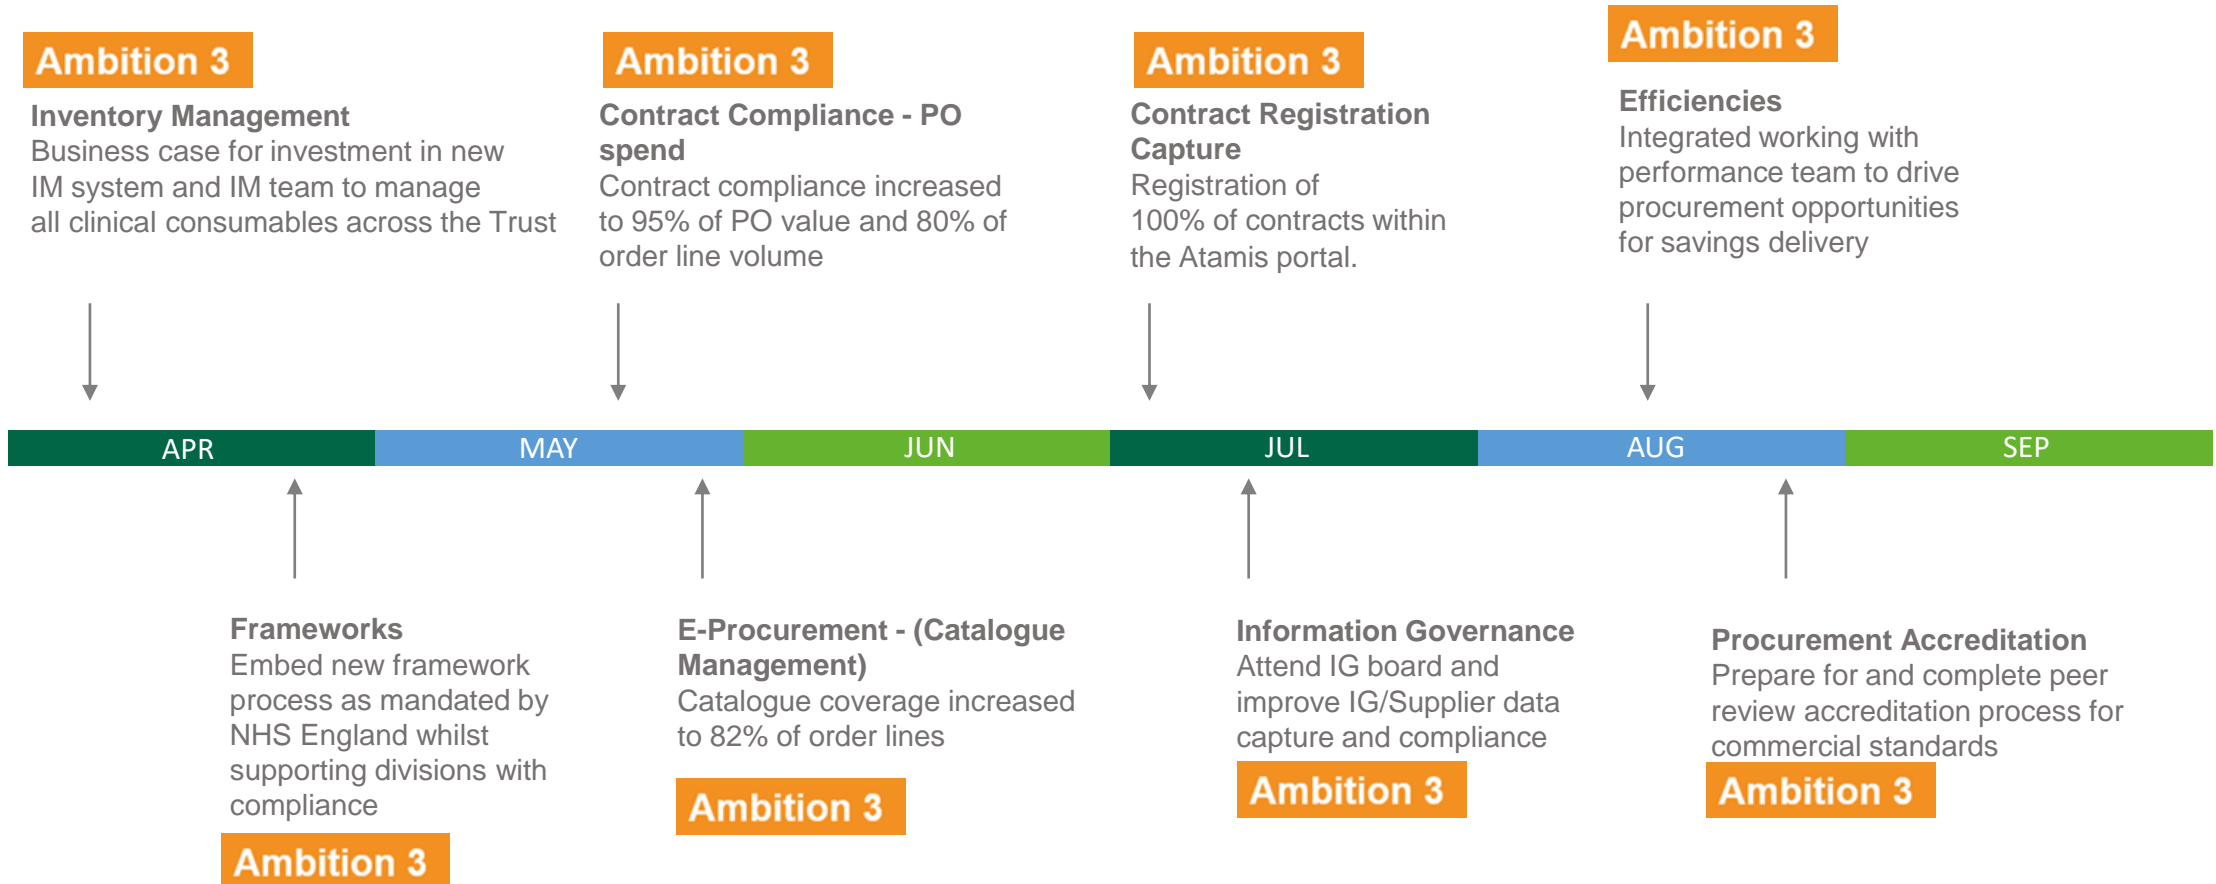 Ambition 3
Inventory Management
Business case for investment in new
IM system and IM team to manage
all clinical consumables across the Trust
Ambition 3
Contract Compliance - PO
spend
Contract compliance increased
to 95% of PO value and 80% of
order line volume
Ambition 3
Contract Registration
Capture
Registration of
100% of contracts within
the Atamis portal.
Ambition 3
Efficiencies
Integrated working with
performance team to drive
procurement opportunities
for savings delivery
APR
MAY
JUN
JUL
AUG
SEP
Frameworks
Embed new framework
process as mandated by
NHS England whilst
supporting divisions with
compliance
Ambition 3
E-Procurement - (Catalogue
Management)
Catalogue coverage increased
to 82% of order lines
Ambition 3
Information Governance
Attend IG board and
improve IG/Supplier data
capture and compliance
Ambition 3
Procurement Accreditation
Prepare for and complete peer
review accreditation process for
commercial standards
Ambition 3